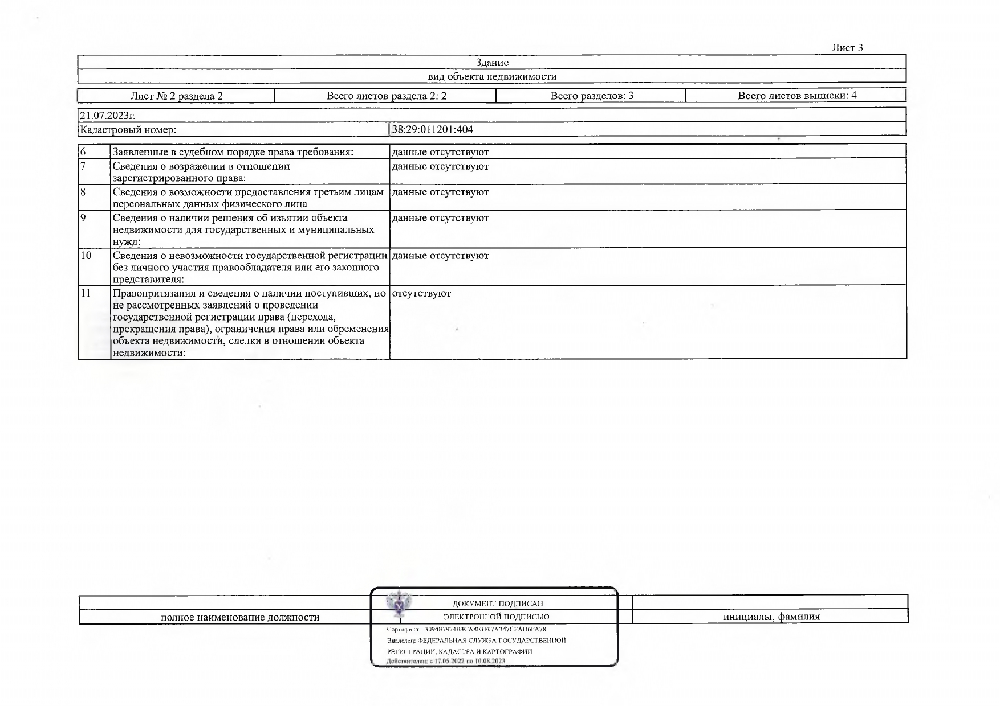 Лист 3
Здание
вид объекта недвижимости
Лист № 2 раздела 2 Всего листов раздела 2: 2 Всего разделов: 3 Всего листов выписки: 4
21.07.2023г.
Кадастровый номер: 38:29:011201:404
6 Заявленные в судебном порядке права требования: данные отсутствуют
7 Сведения о возражении в отношении данные отсутствуют
зарегистрированного права:
8 Сведения о возможности предоставления третьим лицам данные отсутствуют
персональных данных физического лица
9 Сведения о наличии решения об изъятии объекта данные отсутствуют
недвижимости для государственных и муниципальных
нужд:
10 Сведения о невозможности государственной регистрации данные отсутствуют
без личного участия правообладателя или его законного
представителя:
11 Правопритязания и сведения о наличии поступивших, но отсутствуют
не рассмотренных заявлений о проведении
государственной регистрации права (перехода,
прекращения права), ограничения права или обременения
объекта недвижимости, сделки в отношении объекта
недвижимости:
ДОКУМЕНТ ПОДПИСАН
полное наименование должности ЭЛЕКТРОННОЙ ПОДПИСЬЮ инициалы, фамилия
Сертификат: 3094B7974B3CA8E1F07A347CFAD6FA78
Владелец: ФЕДЕРАЛЬНАЯ СЛУЖБА ГОСУДАРСТВЕННОЙ
РЕГИСТРАЦИИ, КАДАСТРА И КАРТОГРАФИИ
Действителен: с 17.05.2022 по 10.08.2023